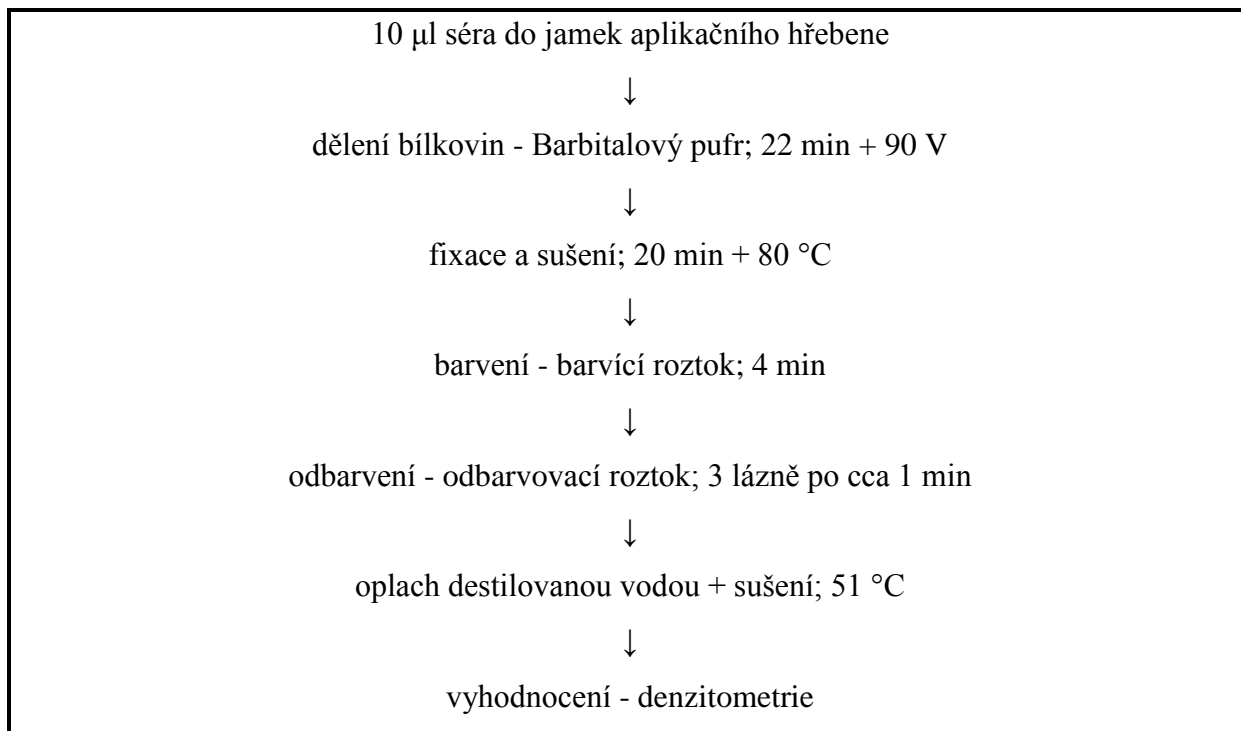 10 μl séra do jamek aplikačního hřebene
↓
dělení bílkovin - Barbitalový pufr; 22 min + 90 V
↓
fixace a sušení; 20 min + 80 °C
↓
barvení - barvící roztok; 4 min
↓
odbarvení - odbarvovací roztok; 3 lázně po cca 1 min
↓
oplach destilovanou vodou + sušení; 51 °C
↓
vyhodnocení - denzitometrie